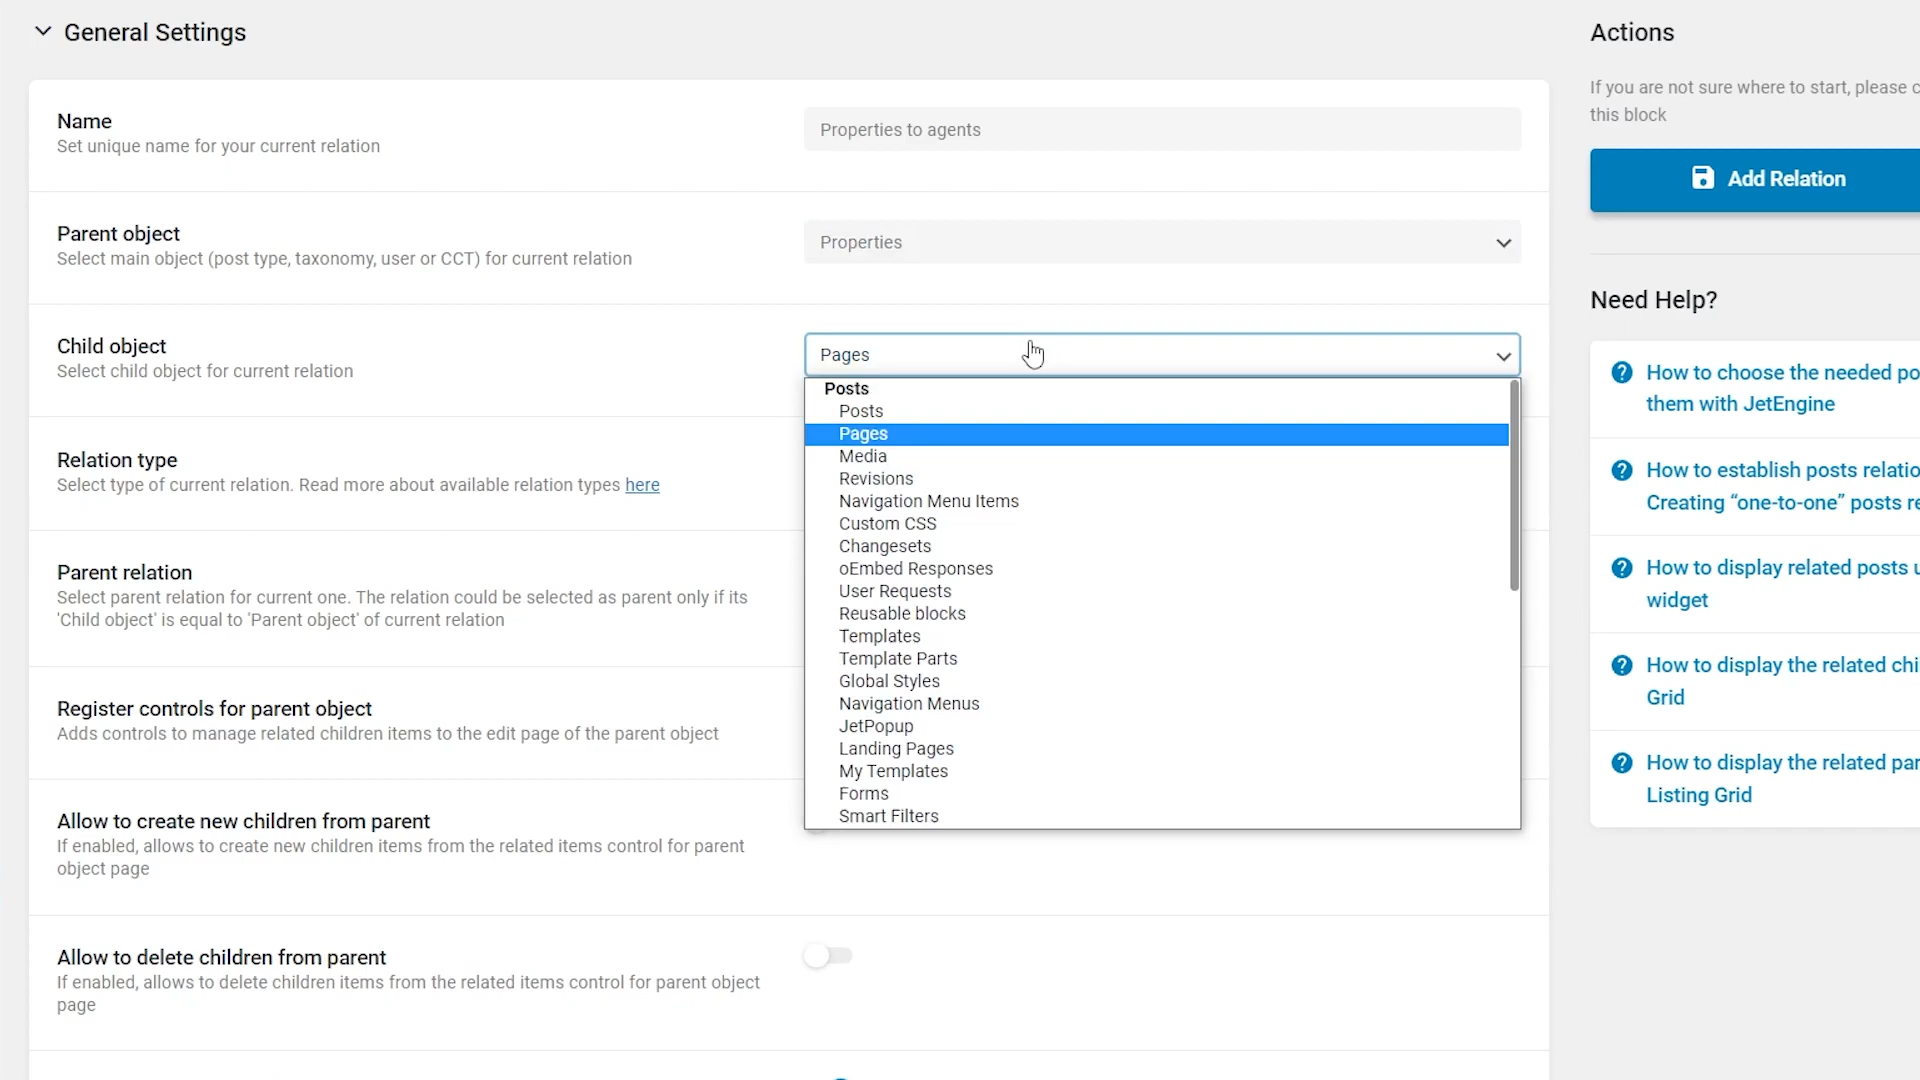 General Settings
Name
Set unique name for your current relation
Properties to agents
Parent object
Select main object (post type, taxonomy, user or CCT) for current relation
Properties
Child object
Select child object for current relation
Pages
Posts
Posts
Pages
Media
Revisions
Navigation Menu Items
Custom CSS
Changesets
oEmbed Responses
User Requests
Reusable blocks
Templates
Template Parts
Global Styles
Navigation Menus
JetPopup
Landing Pages
My Templates
Forms
Smart Filters
Relation type
Select type of current relation. Read more about available relation types here
Parent relation
Select parent relation for current one. The relation could be selected as parent only if its
'Child object' is equal to 'Parent object' of current relation
Register controls for parent object
Adds controls to manage related children items to the edit page of the parent object
Allow to create new children from parent
If enabled, allows to create new children items from the related items control for parent
object page
Allow to delete children from parent
If enabled, allows to delete children items from the related items control for parent object
page
Actions
If you are not sure where to start, please
this block
Add Relation
Need Help?
How to choose the needed
them with JetEngine
How to establish posts
Creating “one-to-one” posts
How to display related posts
widget
How to display the related
Grid
How to display the related
Listing Grid